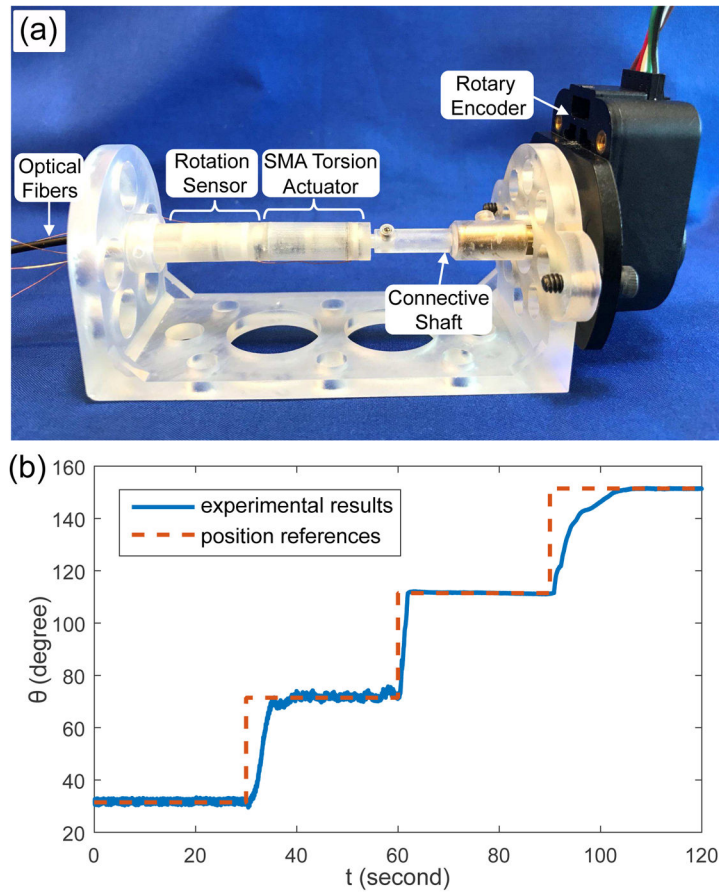 (a)
Rotary
Encoder
Optical
Fibers
Rotation
Sensor
SMA Torsion
Actuator
Connective
Shaft
(b)
160
140
120
100
80
60
40
20
θ (degree)
experimental results
position references
0
20
40
60
80
100
120
t (second)